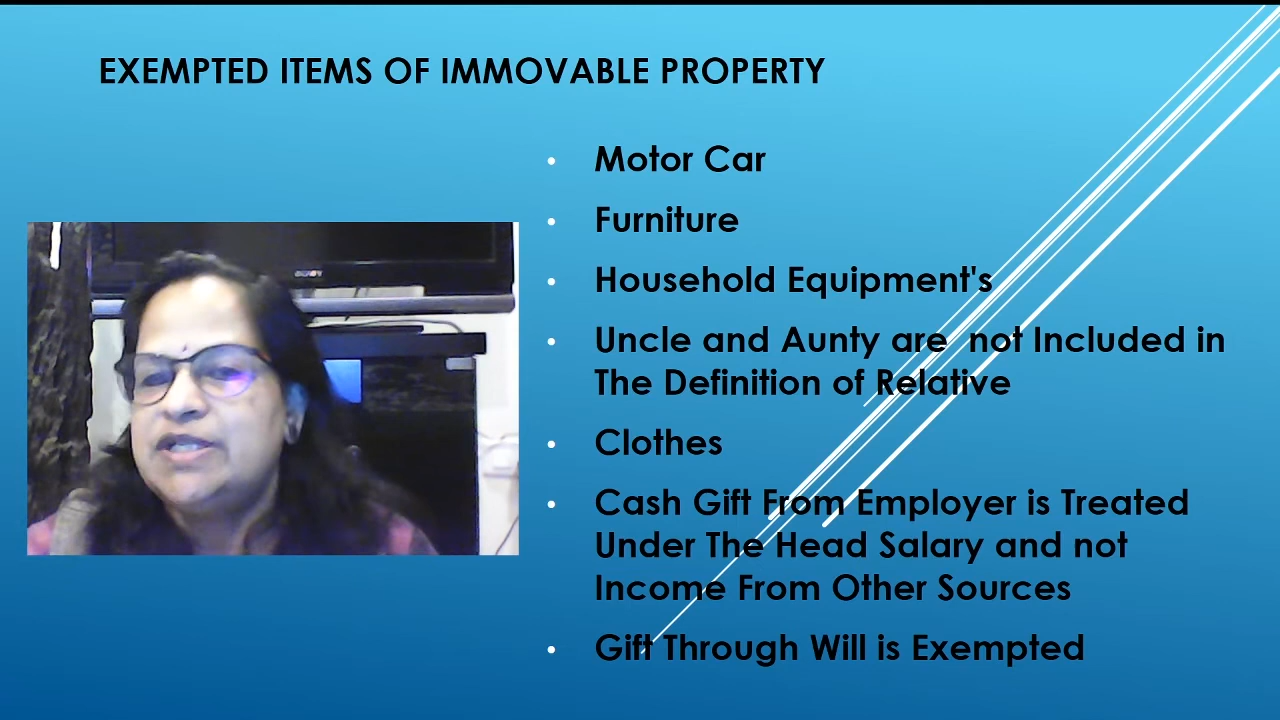 EXEMPTED ITEMS OF IMMOVABLE PROPERTY
• Motor Car
• Furniture
• Household Equipment's
• Uncle and Aunty are  not Included in
The Definition of Relative
• Clothes
• Cash Gift From Employer is Treated
Under The Head Salary and not
Income From Other Sources
• Gift Through Will is Exempted